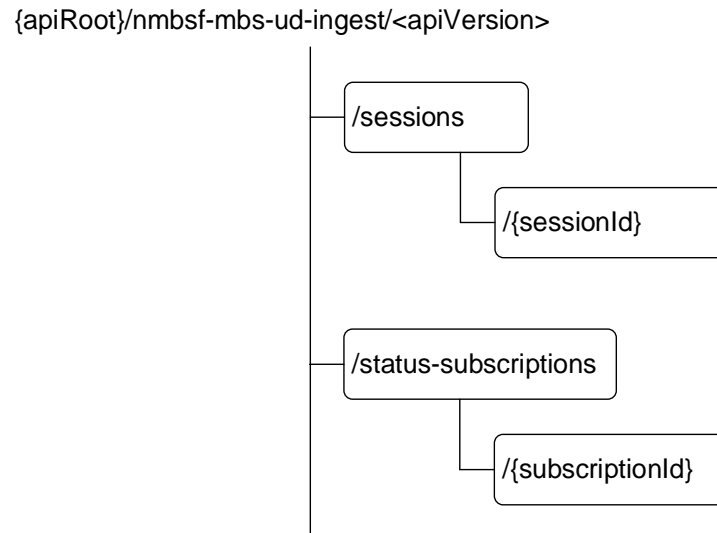 {apiRoot}/nmbsf-mbs-ud-ingest/<apiVersion>
/sessions
/{sessionId}
/status-subscriptions
/{subscriptionId}